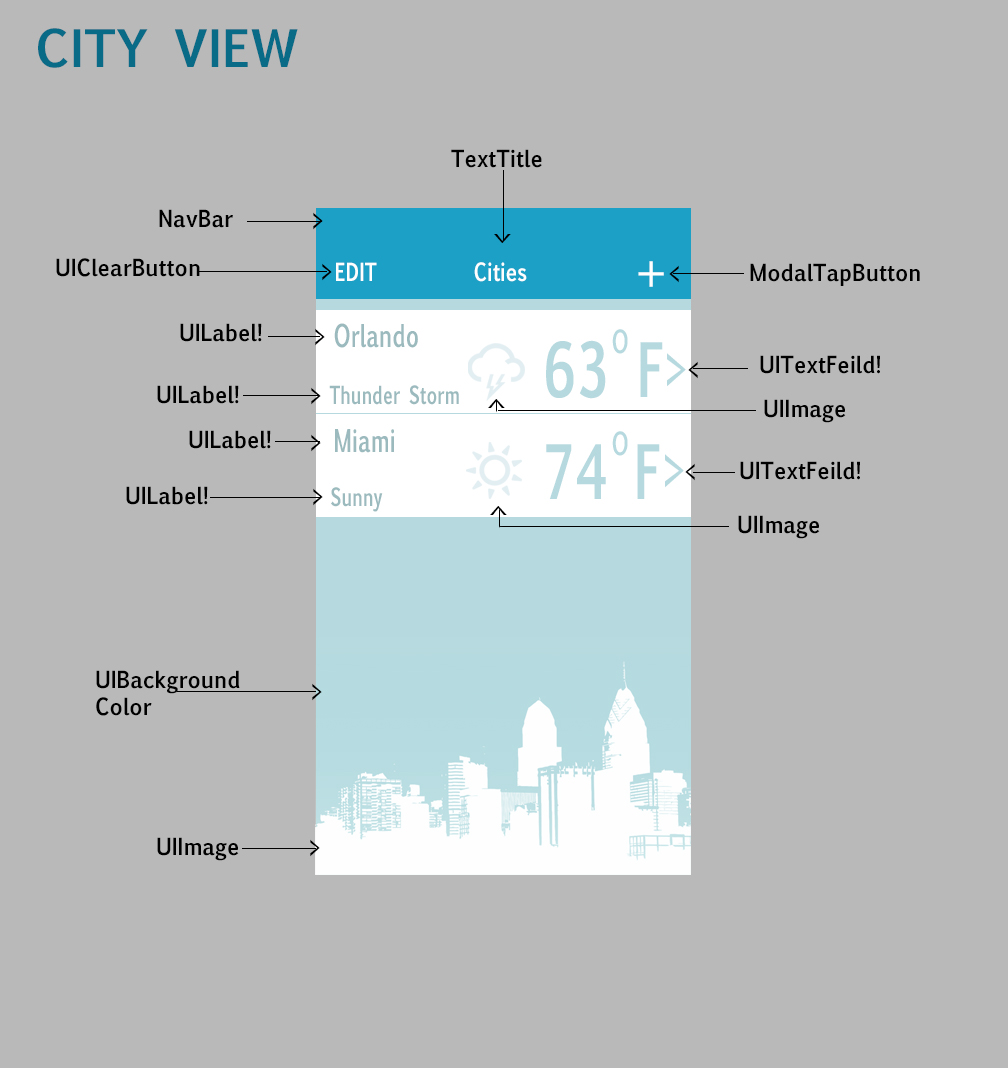 CITY VIEW
TextTitle
NavBar
UIClearButton
EDIT
Cities
+
ModalTapButton
UILabel!
Orlando
63°F>
UITextFeild!
UILabel!
Thunder Storm
UIImage
UILabel!
Miami
74°F>
UITextFeild!
UILabel!
Sunny
UIImage
UIBackground
Color
UIImage